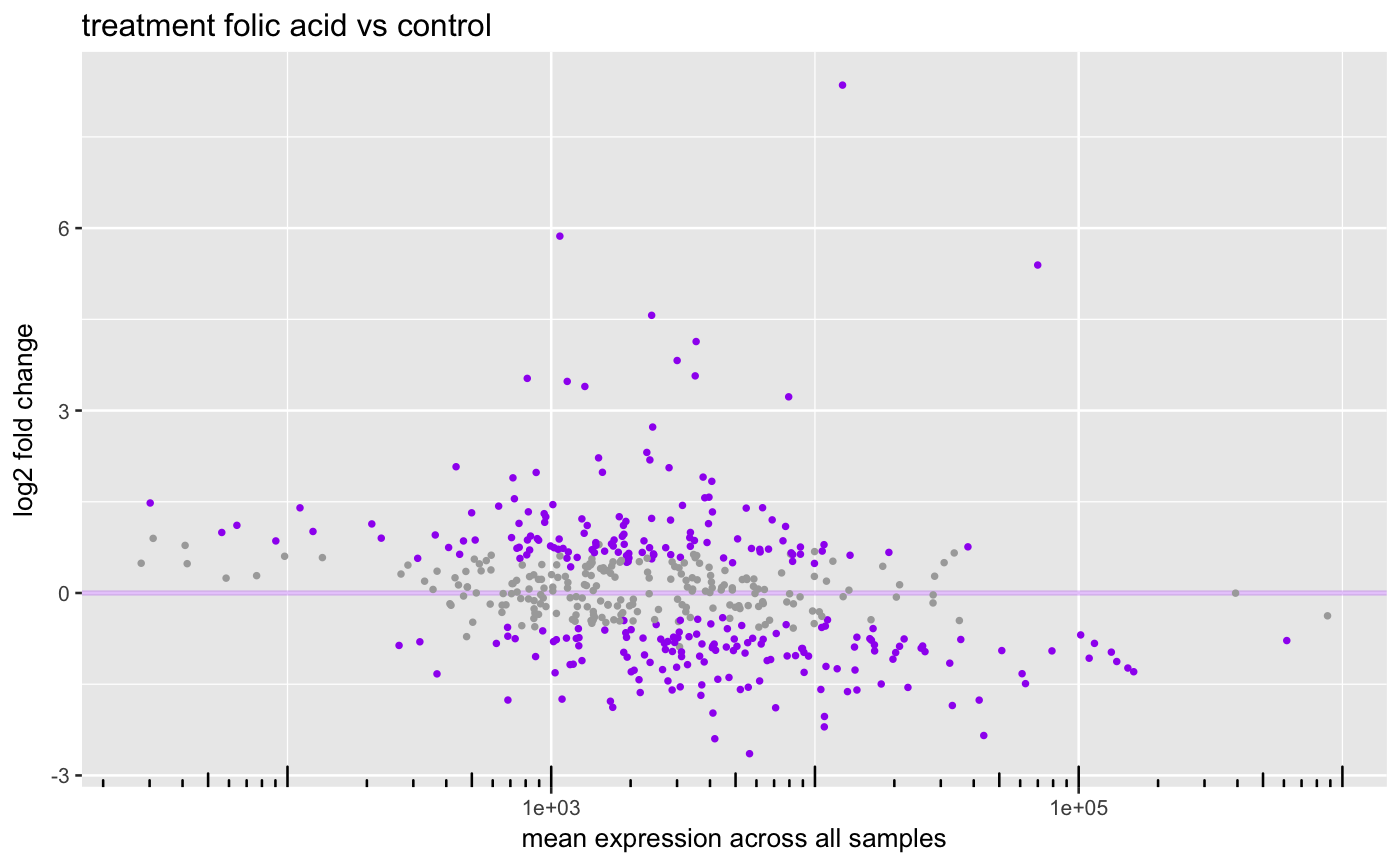 treatment folic acid vs control
log2 fold change
6
3
0
-3
1e+03
1e+05
mean expression across all samples